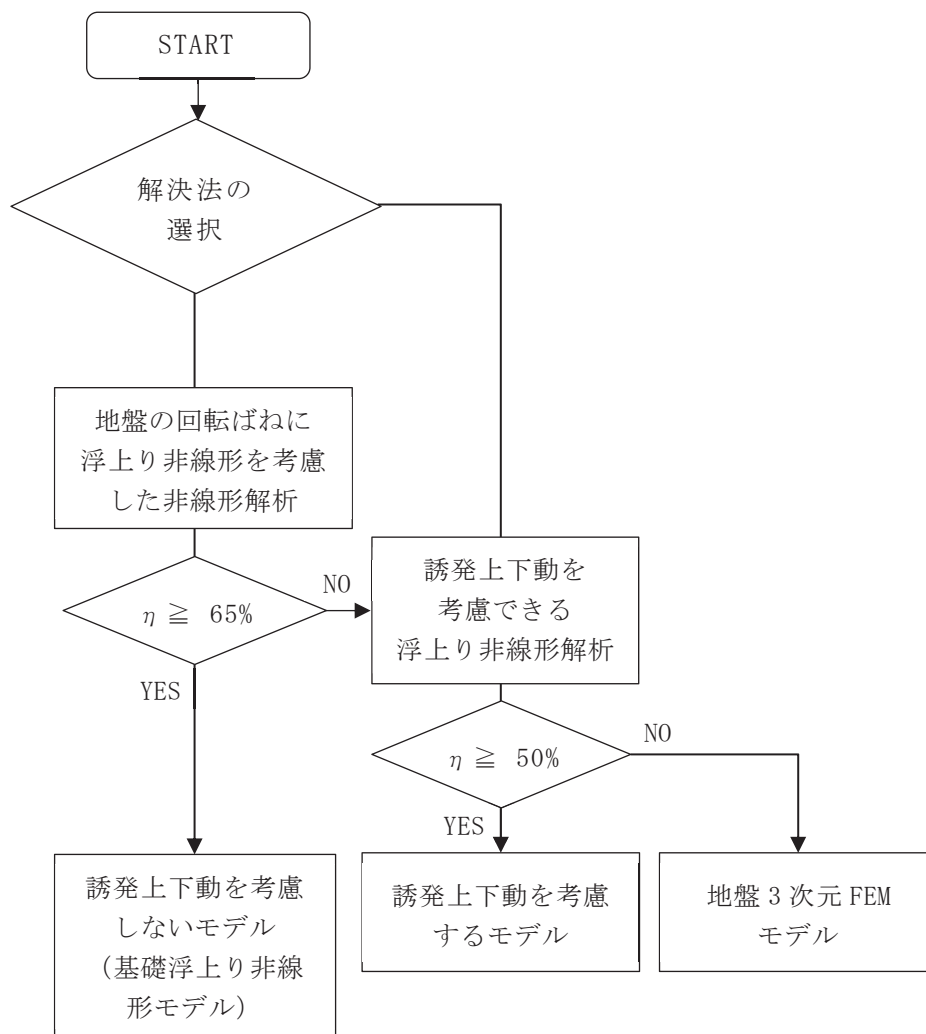 START
解決法の
選択
地盤の回転ばねに
浮上り非線形を考慮
した非線形解析
η ≧ 65%
NO
YES
誘発上下動を
考慮できる
浮上り非線形解析
η ≧ 50%
NO
YES
誘発上下動を考慮
しないモデル
（基礎浮上り非線
形モデル）
誘発上下動を考慮
するモデル
地盤 3 次元 FEM
モデル